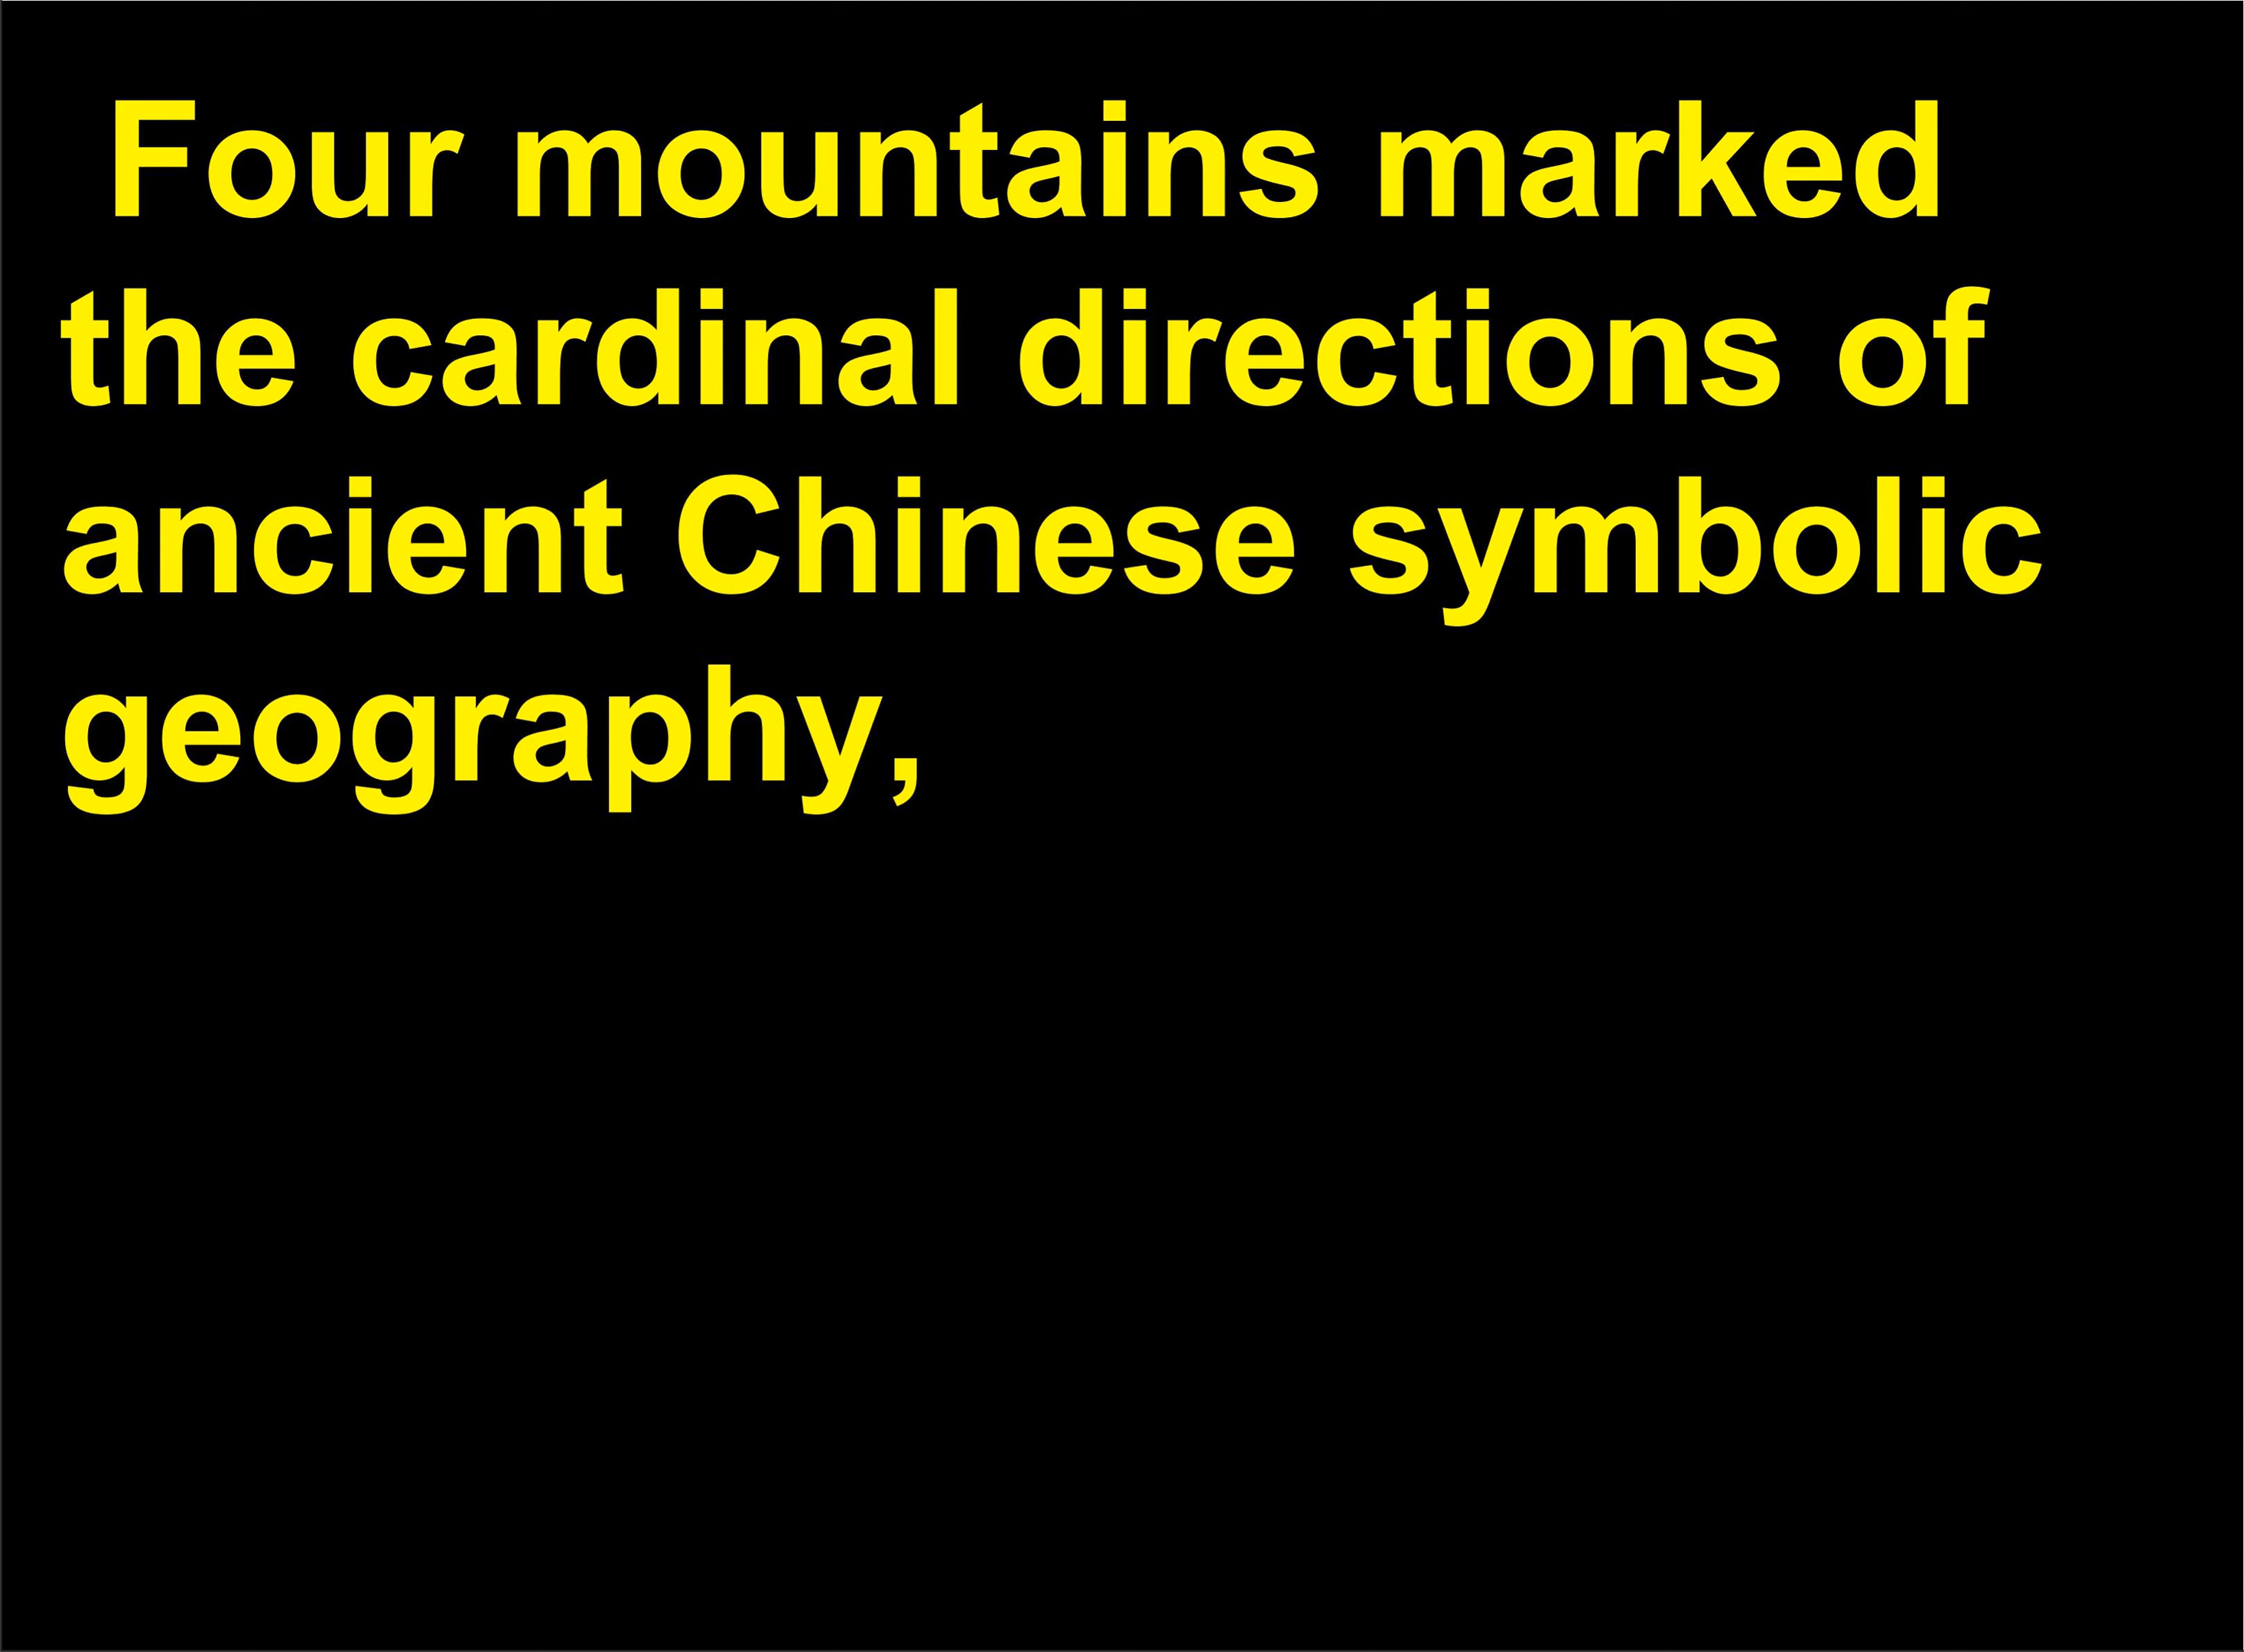 Four mountains marked
the cardinal directions of
ancient Chinese symbolic
geography,